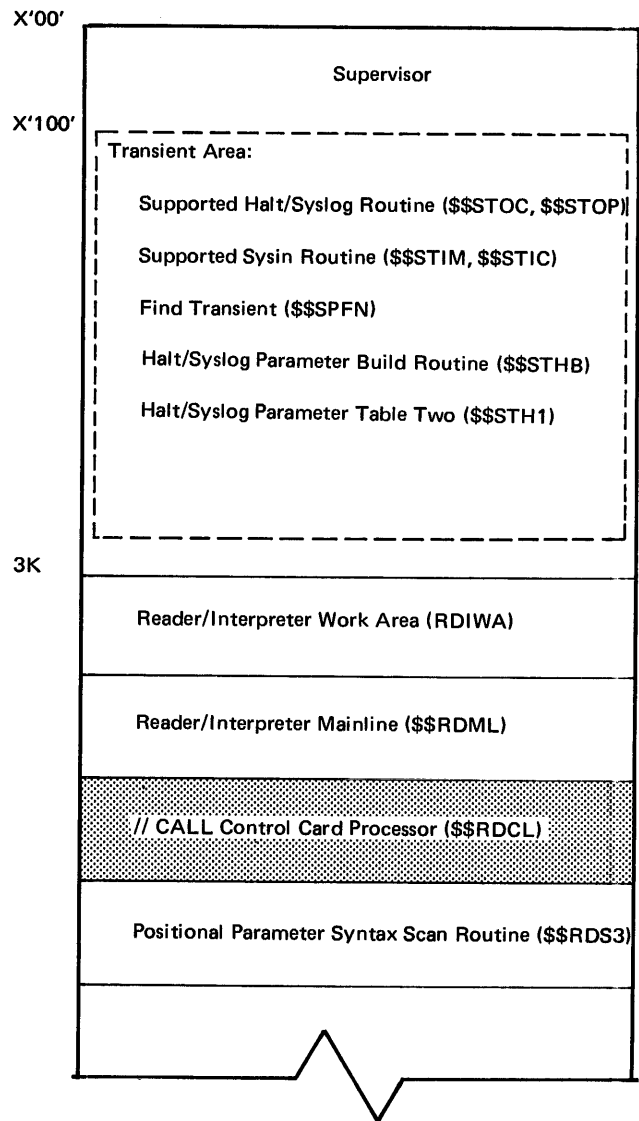 X'00'
Supervisor
X'100'
Transient Area:
Supported Halt/Syslog Routine ($$STOC, $$STOP)
Supported Sysin Routine ($$STIM, $$STIC)
Find Transient ($$SPFN)
Halt/Syslog Parameter Build Routine ($$STHB)
Halt/Syslog Parameter Table Two ($$STH1)
3K
Reader/Interpreter Work Area (RDIWA)
Reader/Interpreter Mainline ($$RDML)
// CALL Control Card Processor ($$RDCL)
Positional Parameter Syntax Scan Routine ($$RDS3)